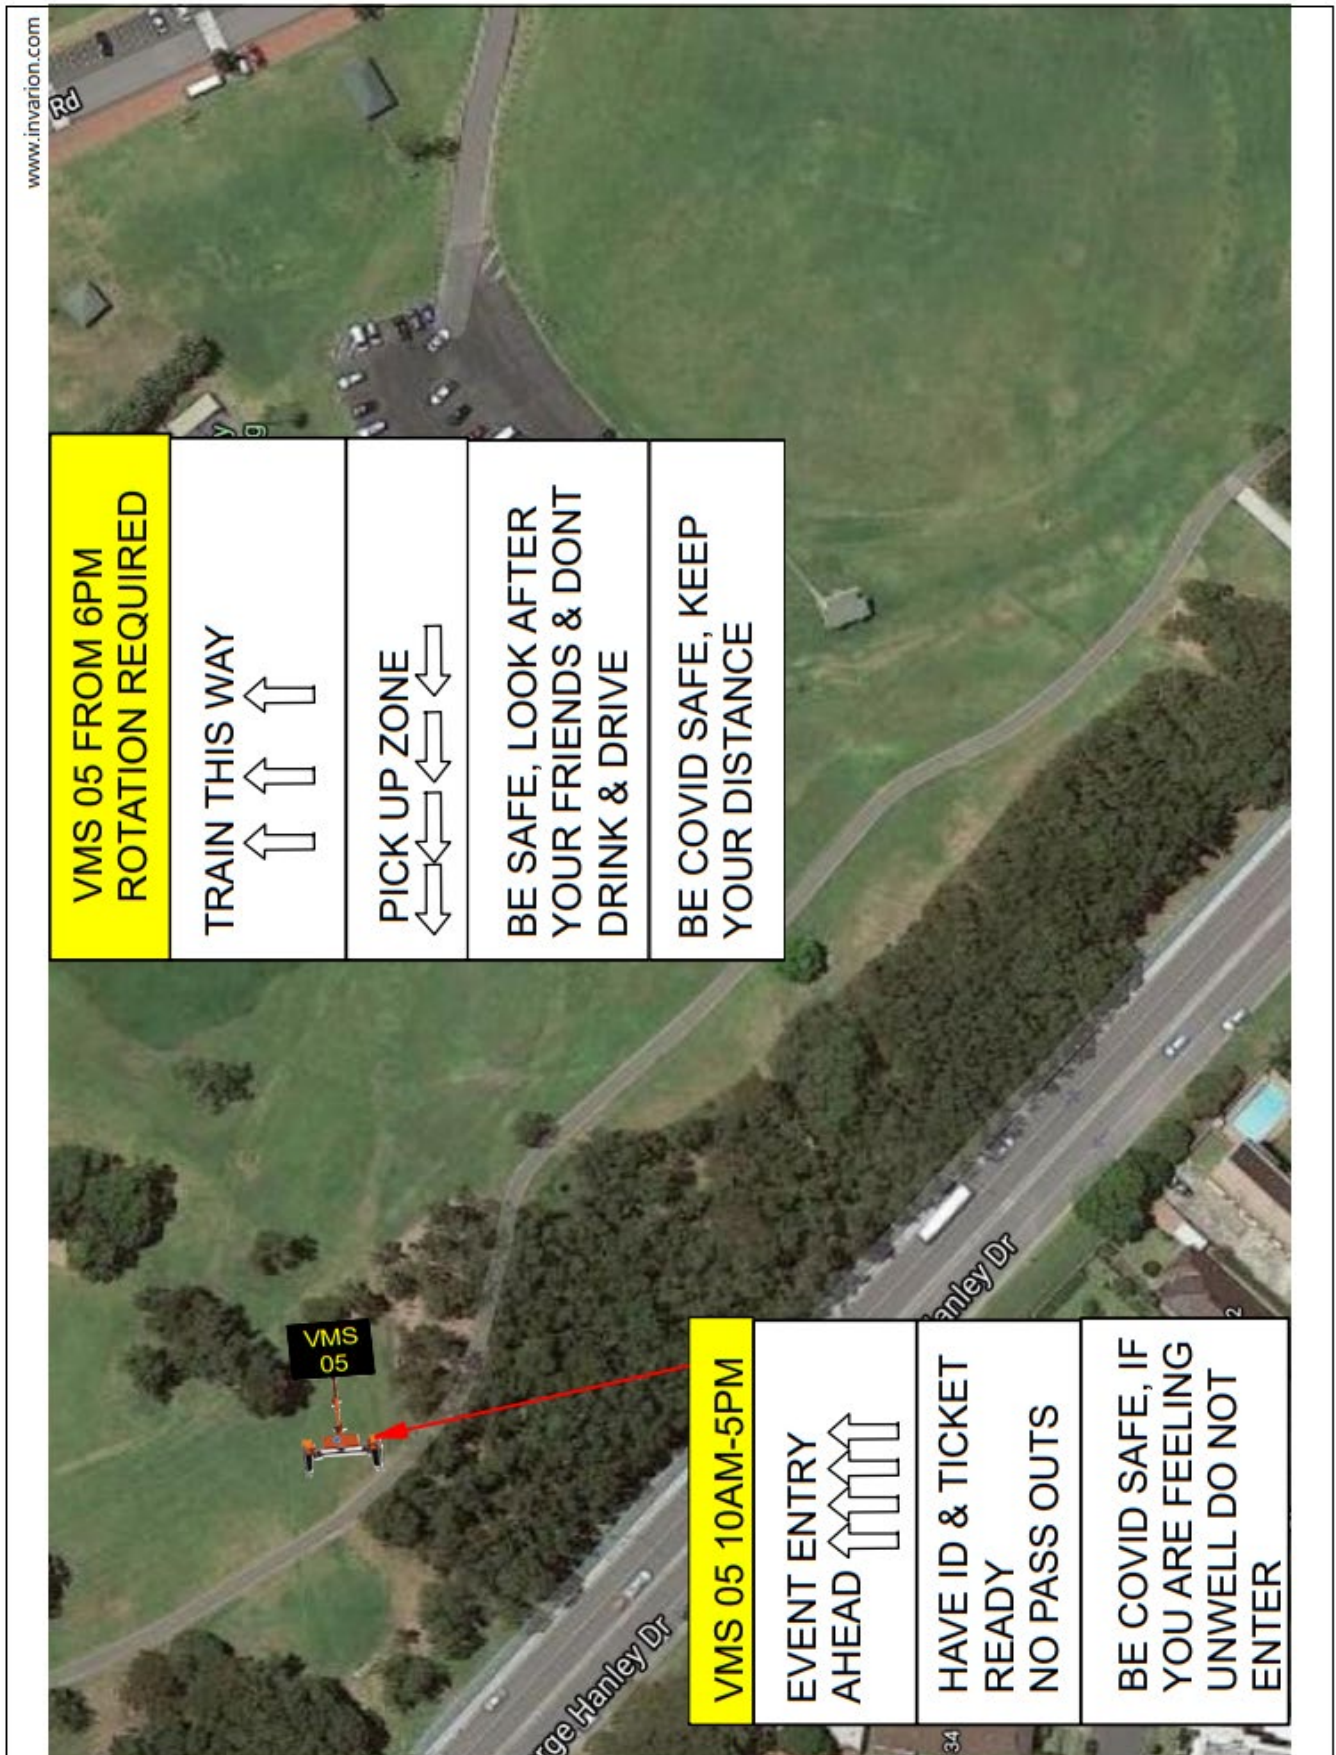 www.invarion.com
Rd
VMS 05 FROM 6PM
ROTATION REQUIRED
TRAIN THIS WAY
PICK UP ZONE
BE SAFE, LOOK AFTER
YOUR FRIENDS & DONT
DRINK & DRIVE
BE COVID SAFE, KEEP
YOUR DISTANCE
VMS
05
VMS 05 10AM-5PM
EVENT ENTRY
AHEAD
HAVE ID & TICKET
READY
NO PASS OUTS
BE COVID SAFE, IF
YOU ARE FEELING
UNWELL DO NOT
ENTER
anley Dr
rge Hanley Dr
34
2
y
g